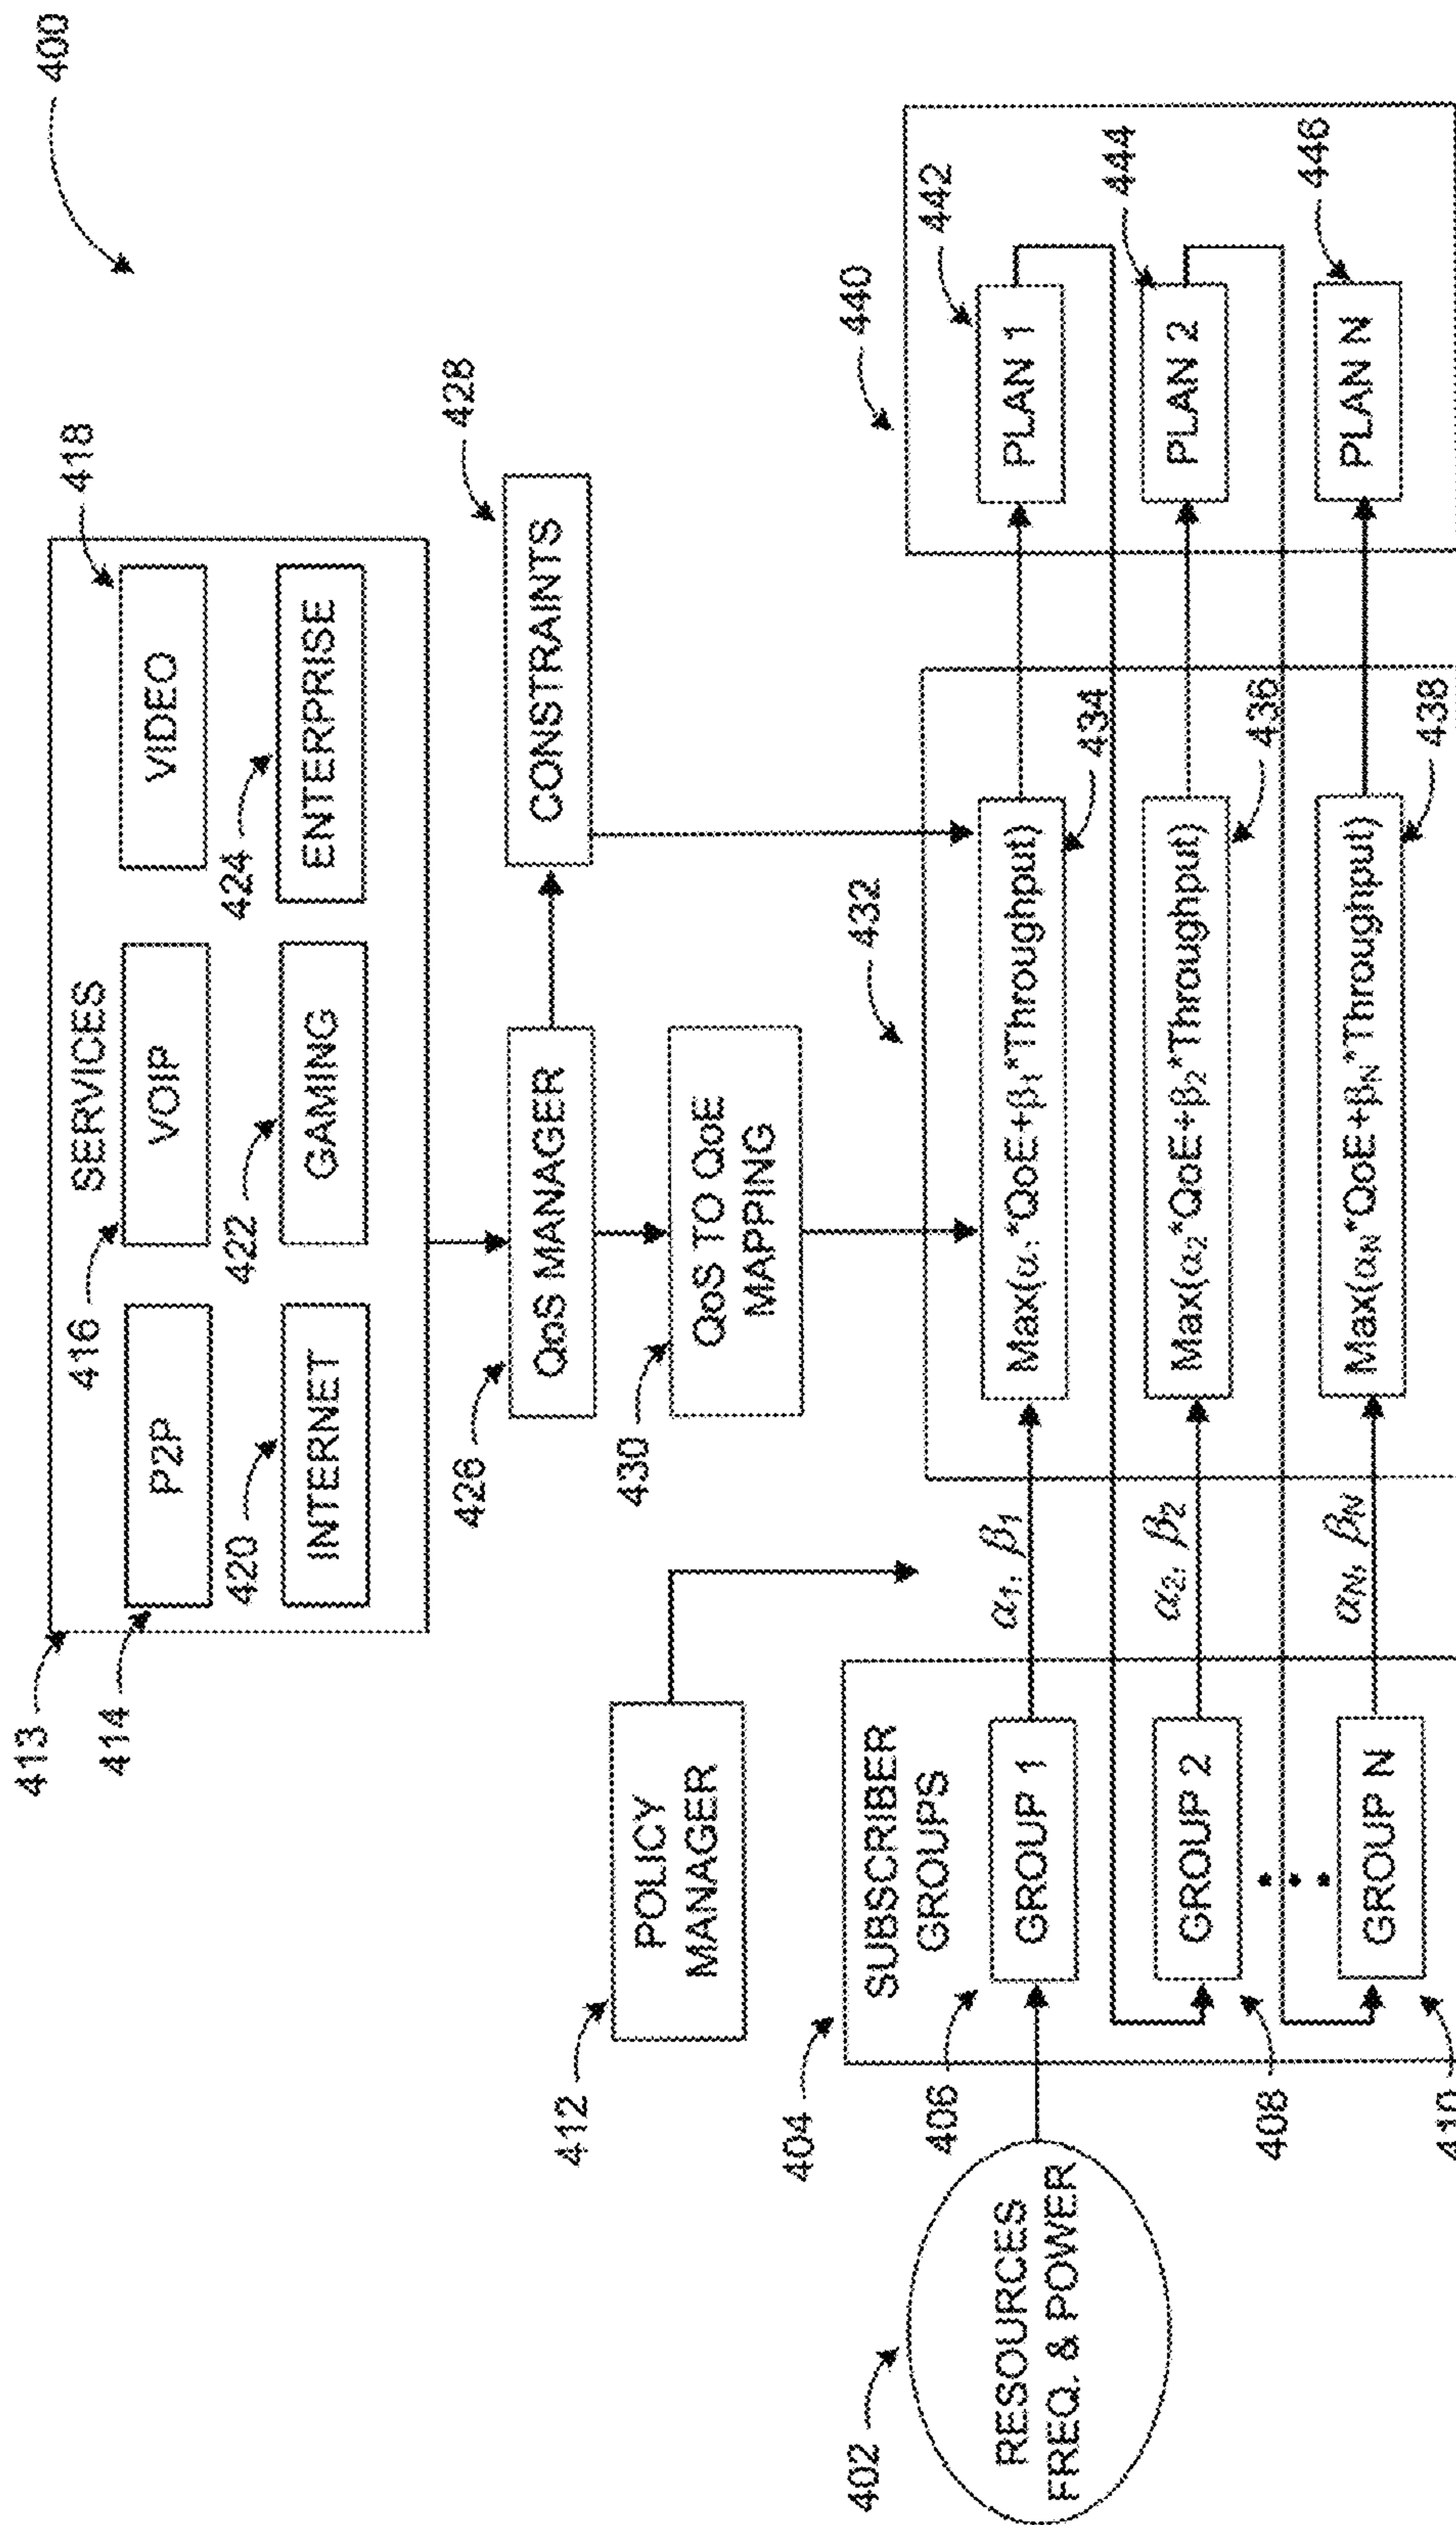 400
413
SERVICES
414
P2P
416
VOIP
418
VIDEO
420
INTERNET
422
GAMING
424
ENTERPRISE
426
QoS MANAGER
428
CONSTRAINTS
430
QoS TO QoE
MAPPING
412
POLICY
MANAGER
432
440
404
SUBSCRIBER
GROUPS
402
RESOURCES
FREQ. & POWER
406
GROUP 1
α1, β1
Max(α1*QoE+β1*Throughput)
434
PLAN 1
442
408
GROUP 2
α2, β2
Max(α2*QoE+β2*Throughput)
436
PLAN 2
444
410
GROUP N
αN, βN
Max(αN*QoE+βN*Throughput)
438
PLAN N
446